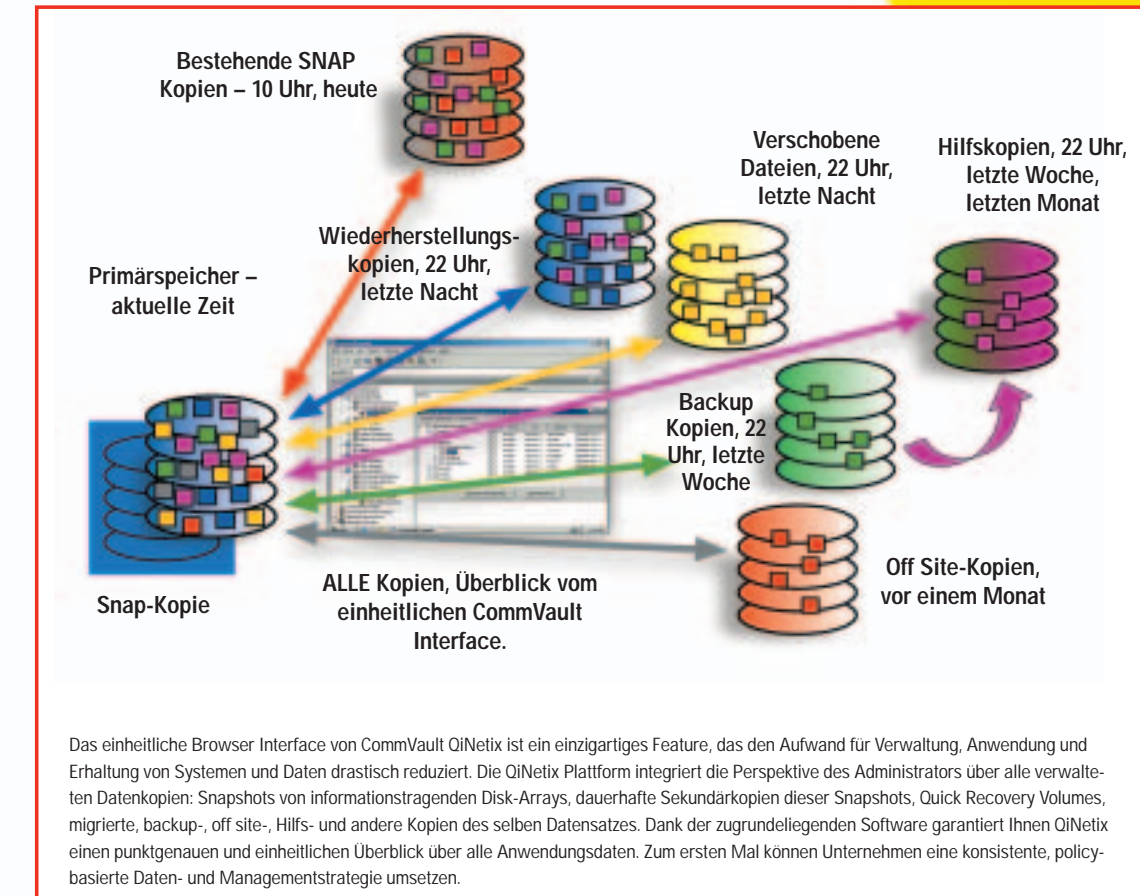 Bestehende SNAP
Kopien – 10 Uhr, heute
Verschobene
Dateien, 22 Uhr,
letzte Nacht
Hilfskopien, 22 Uhr,
letzte Woche,
letzten Monat
Wiederherstellungs-
kopien, 22 Uhr,
letzte Nacht
Primärspeicher –
aktuelle Zeit
Backup
Kopien, 22
Uhr, letzte
Woche
Off Site-Kopien,
vor einem Monat
Snap-Kopie
ALLE Kopien, Überblick vom
einheitlichen CommVault
Interface.
Das einheitliche Browser Interface von CommVault QiNetix ist ein einzigartiges Feature, das den Aufwand für Verwaltung, Anwendung und
Erhaltung von Systemen und Daten drastisch reduziert. Die QiNetix Plattform integriert die Perspektive des Administrators über alle verwalte-
ten Datenkopien: Snapshots von informationstragenden Disk-Arrays, dauerhafte Sekundärkopien dieser Snapshots, Quick Recovery Volumes,
migrierte, backup-, off site-, Hilfs- und andere Kopien des selben Datensatzes. Dank der zugrundeliegenden Software garantiert Ihnen QiNetix
einen punktgenauen und einheitlichen Überblick über alle Anwendungsdaten. Zum ersten Mal können Unternehmen eine konsistente, policy-
basierte Daten- und Managementstrategie umsetzen.